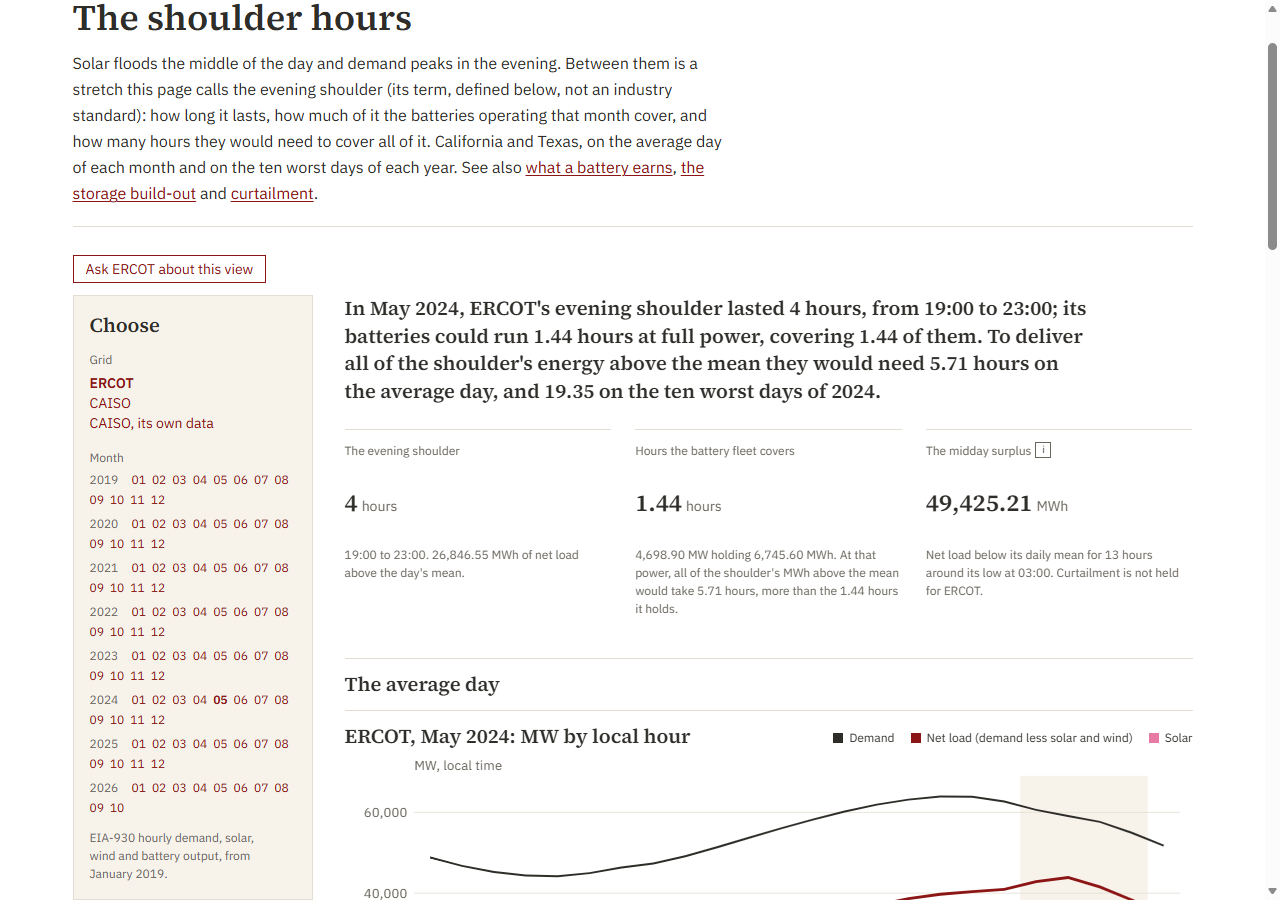 The shoulder hours
Solar floods the middle of the day and demand peaks in the evening. Between them is a
stretch this page calls the evening shoulder (its term, defined below, not an industry
standard): how long it lasts, how much of it the batteries operating that month cover, and
how many hours they would need to cover all of it. California and Texas, on the average day
of each month and on the ten worst days of each year. See also what a battery earns, the
storage build-out and curtailment.
Ask ERCOT about this view
Choose
Grid
ERCOT
CAISO
CAISO, its own data
Month
2019 01 02 03 04 05 06 07 08
09 10 11 12
2020 01 02 03 04 05 06 07 08
09 10 11 12
2021 01 02 03 04 05 06 07 08
09 10 11 12
2022 01 02 03 04 05 06 07 08
09 10 11 12
2023 01 02 03 04 05 06 07 08
09 10 11 12
2024 01 02 03 04 05 06 07 08
09 10 11 12
2025 01 02 03 04 05 06 07 08
09 10 11 12
2026 01 02 03 04 05 06 07 08
09 10
EIA-930 hourly demand, solar,
wind and battery output, from
January 2019.
In May 2024, ERCOT's evening shoulder lasted 4 hours, from 19:00 to 23:00; its
batteries could run 1.44 hours at full power, covering 1.44 of them. To deliver
all of the shoulder's energy above the mean they would need 5.71 hours on
the average day, and 19.35 on the ten worst days of 2024.
The evening shoulder
4 hours
19:00 to 23:00. 26,846.55 MWh of net load
above the day's mean.
Hours the battery fleet covers
1.44 hours
4,698.90 MW holding 6,745.60 MWh. At that
power, all of the shoulder's MWh above the mean
would take 5.71 hours, more than the 1.44 hours
it holds.
The midday surplus i
49,425.21 MWh
Net load below its daily mean for 13 hours
around its low at 03:00. Curtailment is not held
for ERCOT.
The average day
ERCOT, May 2024: MW by local hour
Demand
Net load (demand less solar and wind)
Solar
MW, local time
60,000
40,000